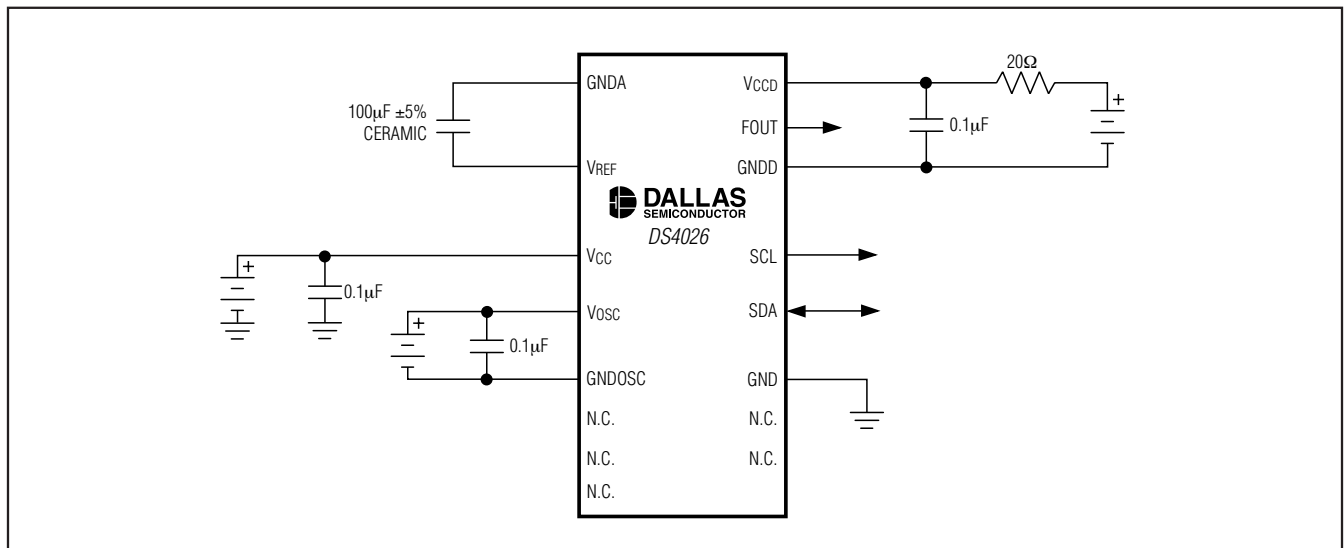 GNDA
100µF ±5%
CERAMIC
VREF
VCC
+
0.1µF
VOSC
+
0.1µF
GNDOSC
N.C.
N.C.
N.C.
DALLAS
SEMICONDUCTOR
DS4026
VCCD
20Ω
+
0.1µF
FOUT
GNDD
SCL
SDA
GND
N.C.
N.C.